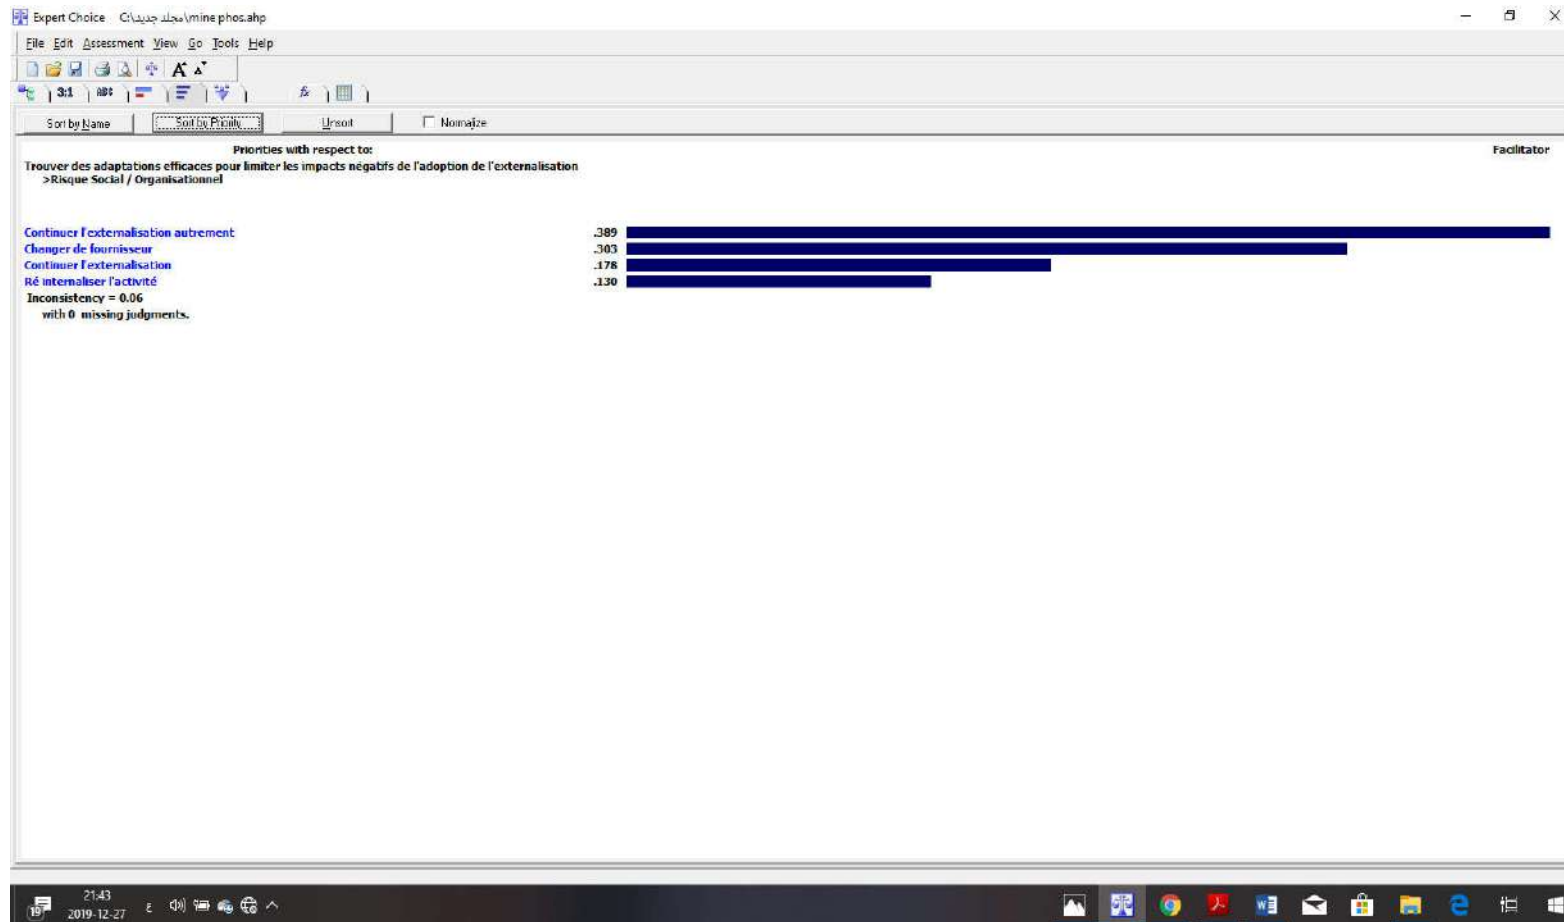 Expert Choice C:\مجلد جديد\mine phos.ahp
File Edit Assessment View Go Tools Help
A A
3:1 ABC fx
Sort by Name Sort by Priority Unsort Normalize
Priorities with respect to: Facilitator
Trouver des adaptations efficaces pour limiter les impacts négatifs de l'adoption de l'externalisation
>Risque Social / Organisationnel
Continuer l'externalisation autrement .389
Changer de fournisseur .303
Continuer l'externalisation .178
Ré internaliser l'activité .130
Inconsistency = 0.06
with 0 missing judgments.
21:43
19 2019-12-27 ع